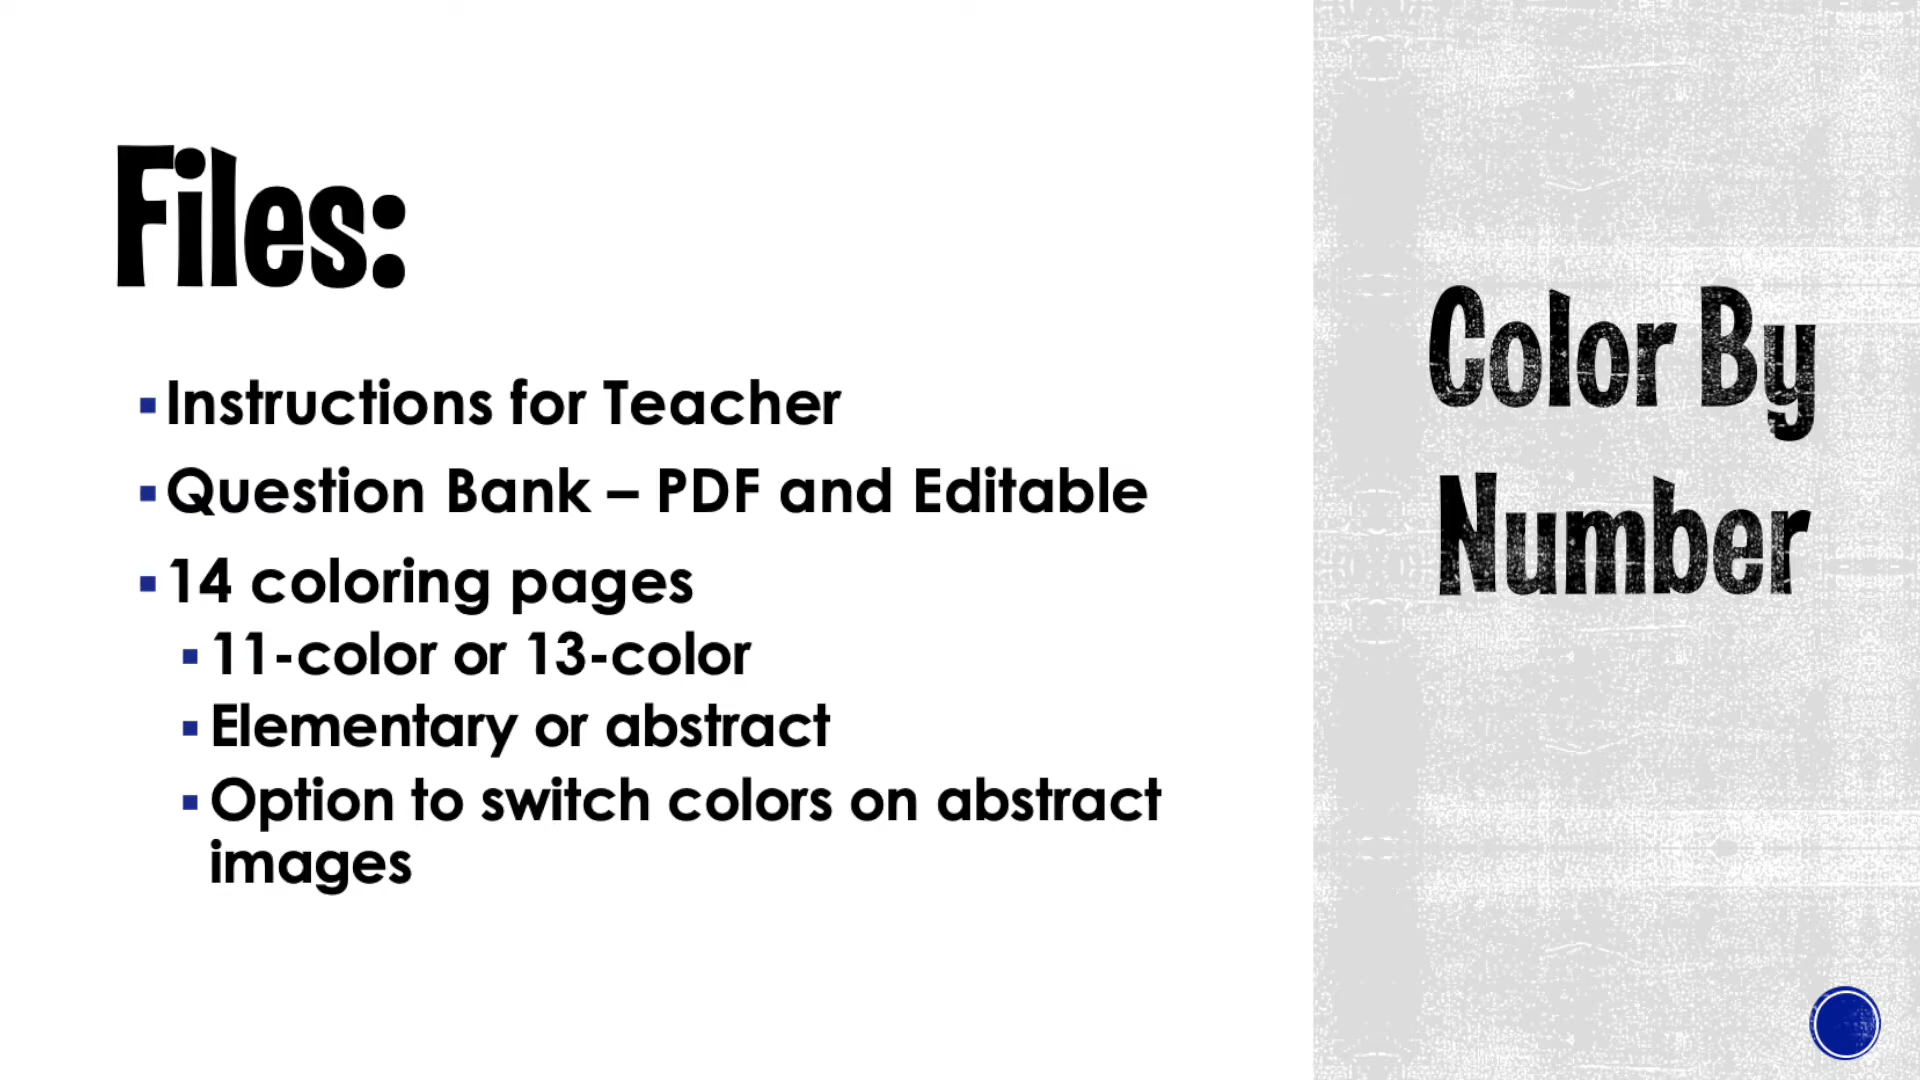 Files:
▪ Instructions for Teacher
▪ Question Bank – PDF and Editable
▪ 14 coloring pages
▪ 11-color or 13-color
▪ Elementary or abstract
▪ Option to switch colors on abstract
images
Color By
Number